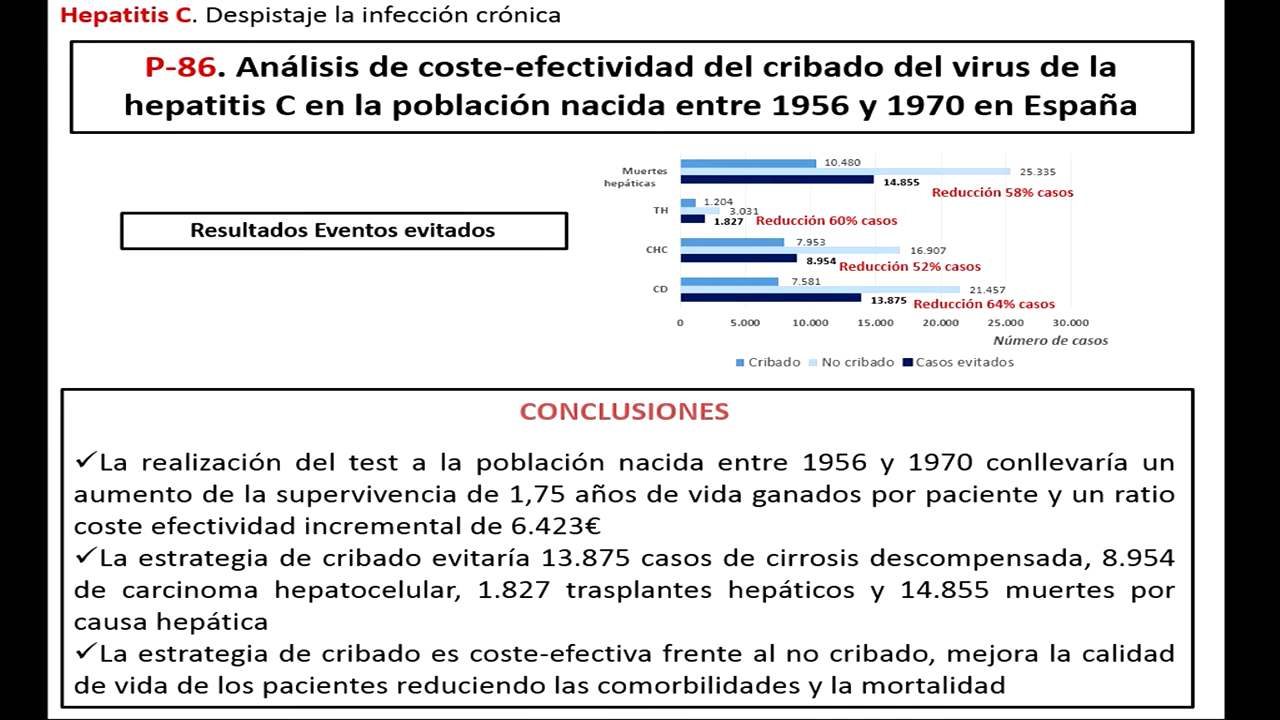 Hepatitis C. Despistaje la infección crónica
P-86. Análisis de coste-efectividad del cribado del virus de la
hepatitis C en la población nacida entre 1956 y 1970 en España
Resultados Eventos evitados
Muertes
hepáticas
10.480
25.335
14.855
Reducción 58% casos
TH
1.204
3.031
1.827
Reducción 60% casos
CHC
7.953
16.907
8.954
Reducción 52% casos
CD
7.581
21.457
13.875
Reducción 64% casos
0 5.000 10.000 15.000 20.000 25.000 30.000
Número de casos
Cribado No cribado Casos evitados
CONCLUSIONES
✓La realización del test a la población nacida entre 1956 y 1970 conllevaría un
aumento de la supervivencia de 1,75 años de vida ganados por paciente y un ratio
coste efectividad incremental de 6.423€
✓La estrategia de cribado evitaría 13.875 casos de cirrosis descompensada, 8.954
de carcinoma hepatocelular, 1.827 trasplantes hepáticos y 14.855 muertes por
causa hepática
✓La estrategia de cribado es coste-efectiva frente al no cribado, mejora la calidad
de vida de los pacientes reduciendo las comorbilidades y la mortalidad